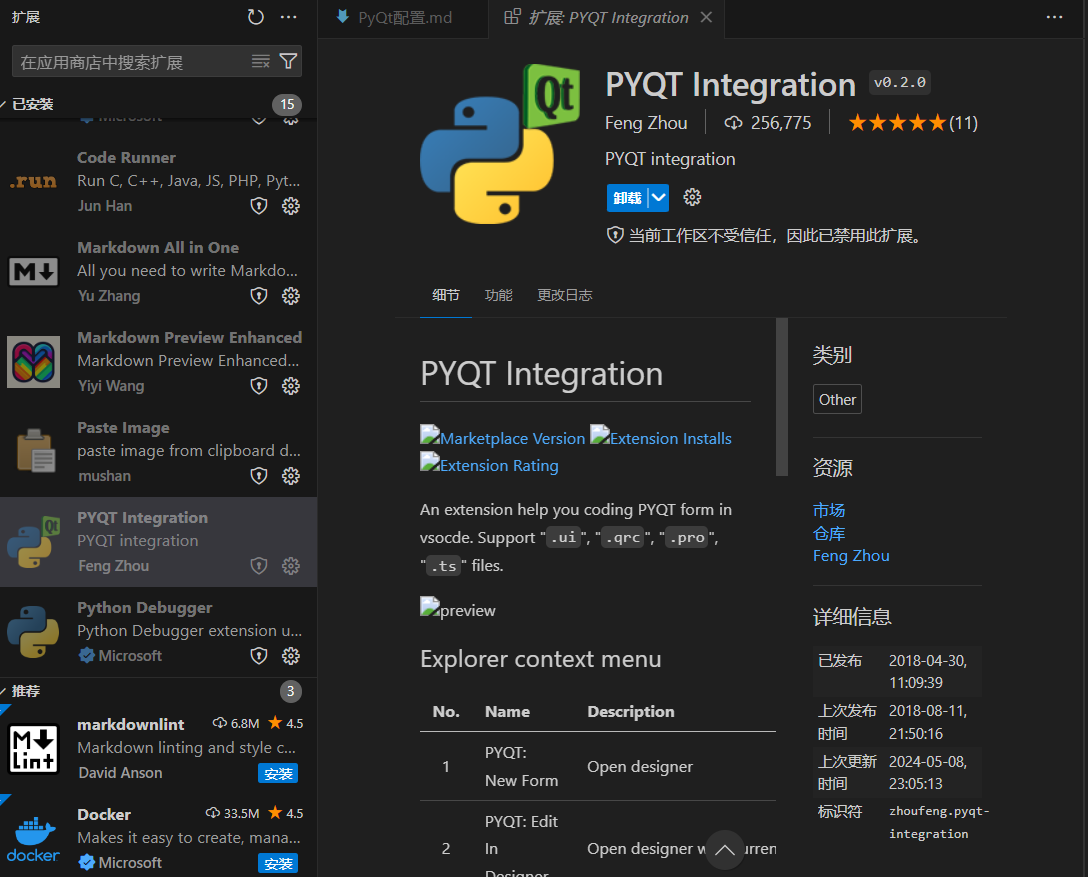 扩展
在应用商店中搜索扩展
已安装
15
Microsoft
.run
Code Runner
Run C, C++, Java, JS, PHP, Pyt...
Jun Han
Markdown All in One
All you need to write Markdo...
Yu Zhang
Markdown Preview Enhanced
Markdown Preview Enhanced...
Yiyi Wang
Paste Image
paste image from clipboard d...
mushan
PYQT Integration
PYQT integration
Feng Zhou
Python Debugger
Python Debugger extension u...
Microsoft
推荐
3
markdownlint 6.8M 4.5
Markdown linting and style c...
David Anson 安装
Docker 33.5M 4.5
Makes it easy to create, mana...
Microsoft 安装
docker
PyQt配置.md
扩展: PYQT Integration
Qt
PYQT Integration v0.2.0
Feng Zhou 256,775 (11)
PYQT integration
卸载
当前工作区不受信任，因此已禁用此扩展。
细节 功能 更改日志
PYQT Integration
Marketplace Version Extension Installs
Extension Rating
An extension help you coding PYQT form in
vsocde. Support ".ui", ".qrc", ".pro",
".ts" files.
preview
Explorer context menu
No. Name Description
1 PYQT: New Form Open designer
2 PYQT: Edit In Designer Open designer w urren
类别
Other
资源
市场
仓库
Feng Zhou
详细信息
已发布 2018-04-30, 11:09:39
上次发布时间 2018-08-11, 21:50:16
上次更新时间 2024-05-08, 23:05:13
标识符 zhoufeng.pyqt-integration